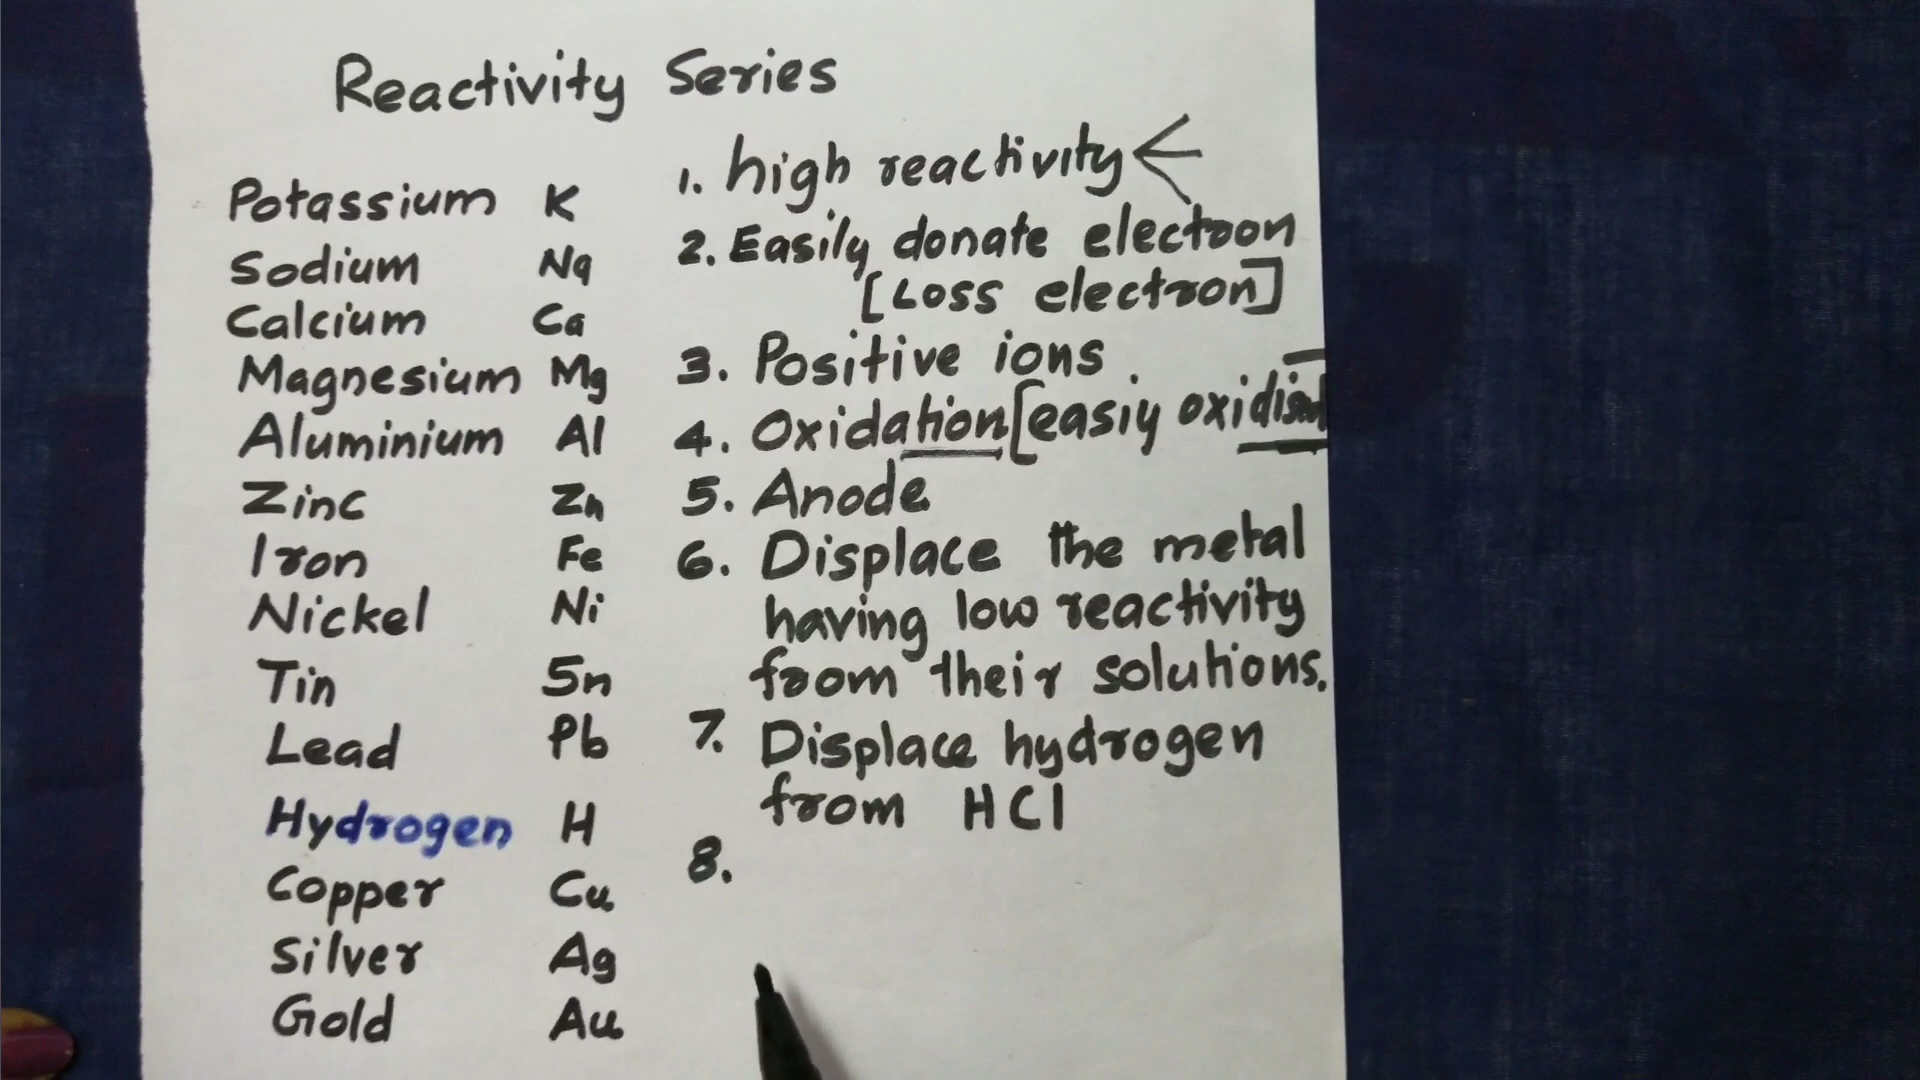 Reactivity Series
Potassium K
Sodium Na
Calcium Ca
Magnesium Mg
Aluminium Al
Zinc Zn
Iron Fe
Nickel Ni
Tin Sn
Lead Pb
Hydrogen H
Copper Cu
Silver Ag
Gold Au
1. high reactivity
2. Easily donate electron
[Loss electron]
3. Positive ions
4. Oxidation [easiy
5. Anode
6. Displace the metal
having low reactivity
from their solutions.
7. Displace hydrogen
from HCl
8.